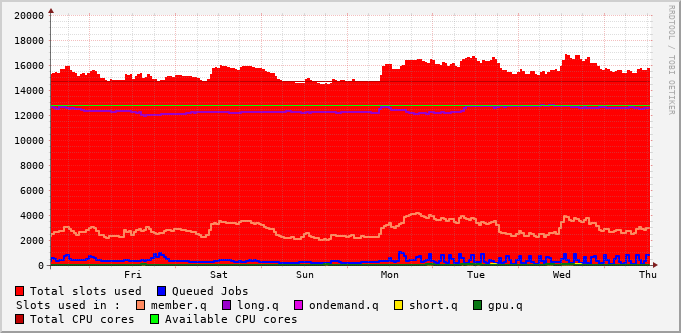 20000
18000
16000
14000
12000
10000
8000
6000
4000
2000
0
Fri Sat Sun Mon Tue Wed Thu
RRDTOOL / TOBI OETIKER
Total slots used Queued Jobs
Slots used in : member.q long.q ondemand.q short.q gpu.q
Total CPU cores Available CPU cores